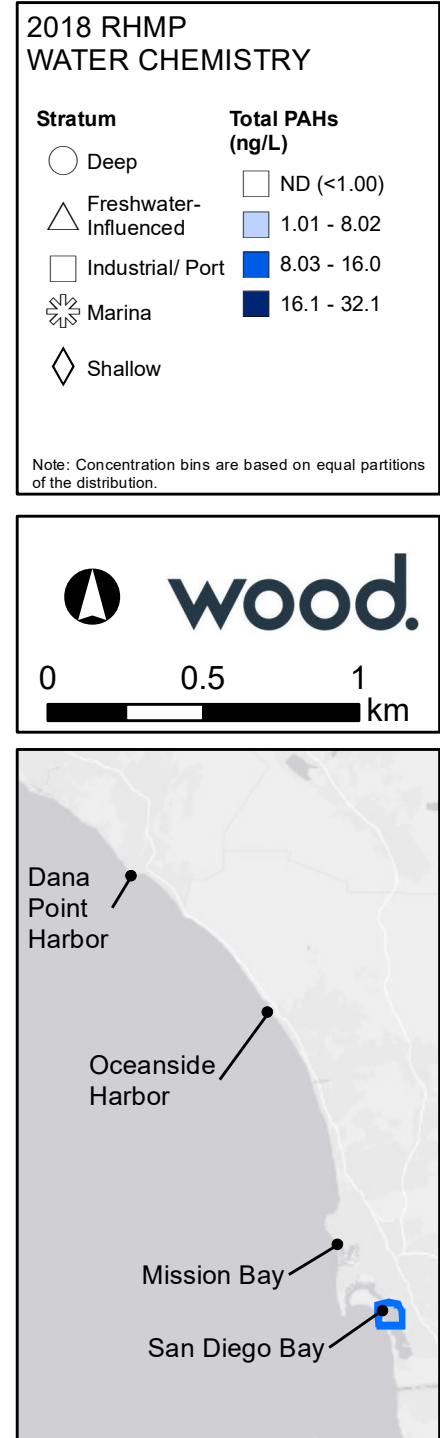 2018 RHMP
WATER CHEMISTRY
Stratum
Deep
Freshwater-
Influenced
Industrial/ Port
Marina
Shallow
Total PAHs
(ng/L)
ND (<1.00)
1.01 - 8.02
8.03 - 16.0
16.1 - 32.1
Note: Concentration bins are based on equal partitions
of the distribution.
wood.
0 0.5 1
km
Dana
Point
Harbor
Oceanside
Harbor
Mission Bay
San Diego Bay